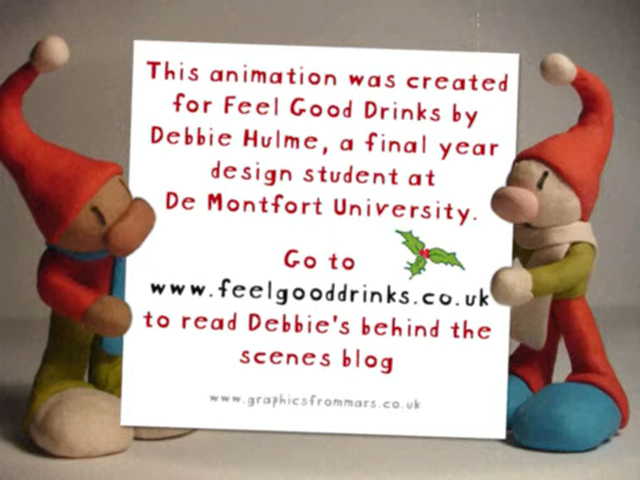 This animation was created
for Feel Good Drinks by
Debbie Hulme, a final year
design student at
De Montfort University.
Go to
www.feelgooddrinks.co.uk
to read Debbie's behind the
scenes blog
www.graphicsfrommars.co.uk